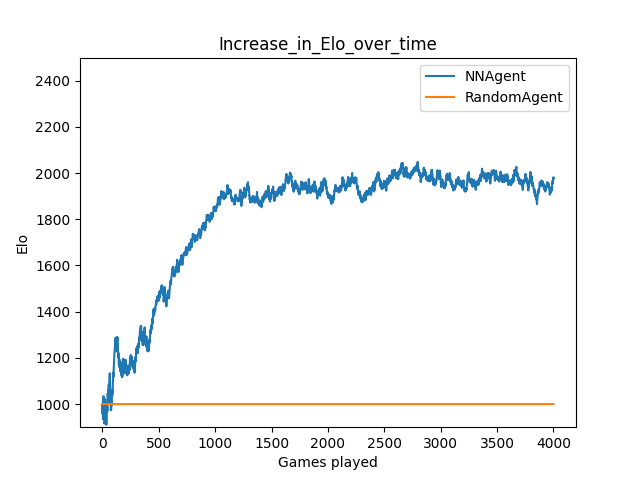 Increase_in_Elo_over_time
NNAgent
RandomAgent
2400
2200
2000
1800
1600
1400
1200
1000
Elo
0 500 1000 1500 2000 2500 3000 3500 4000
Games played